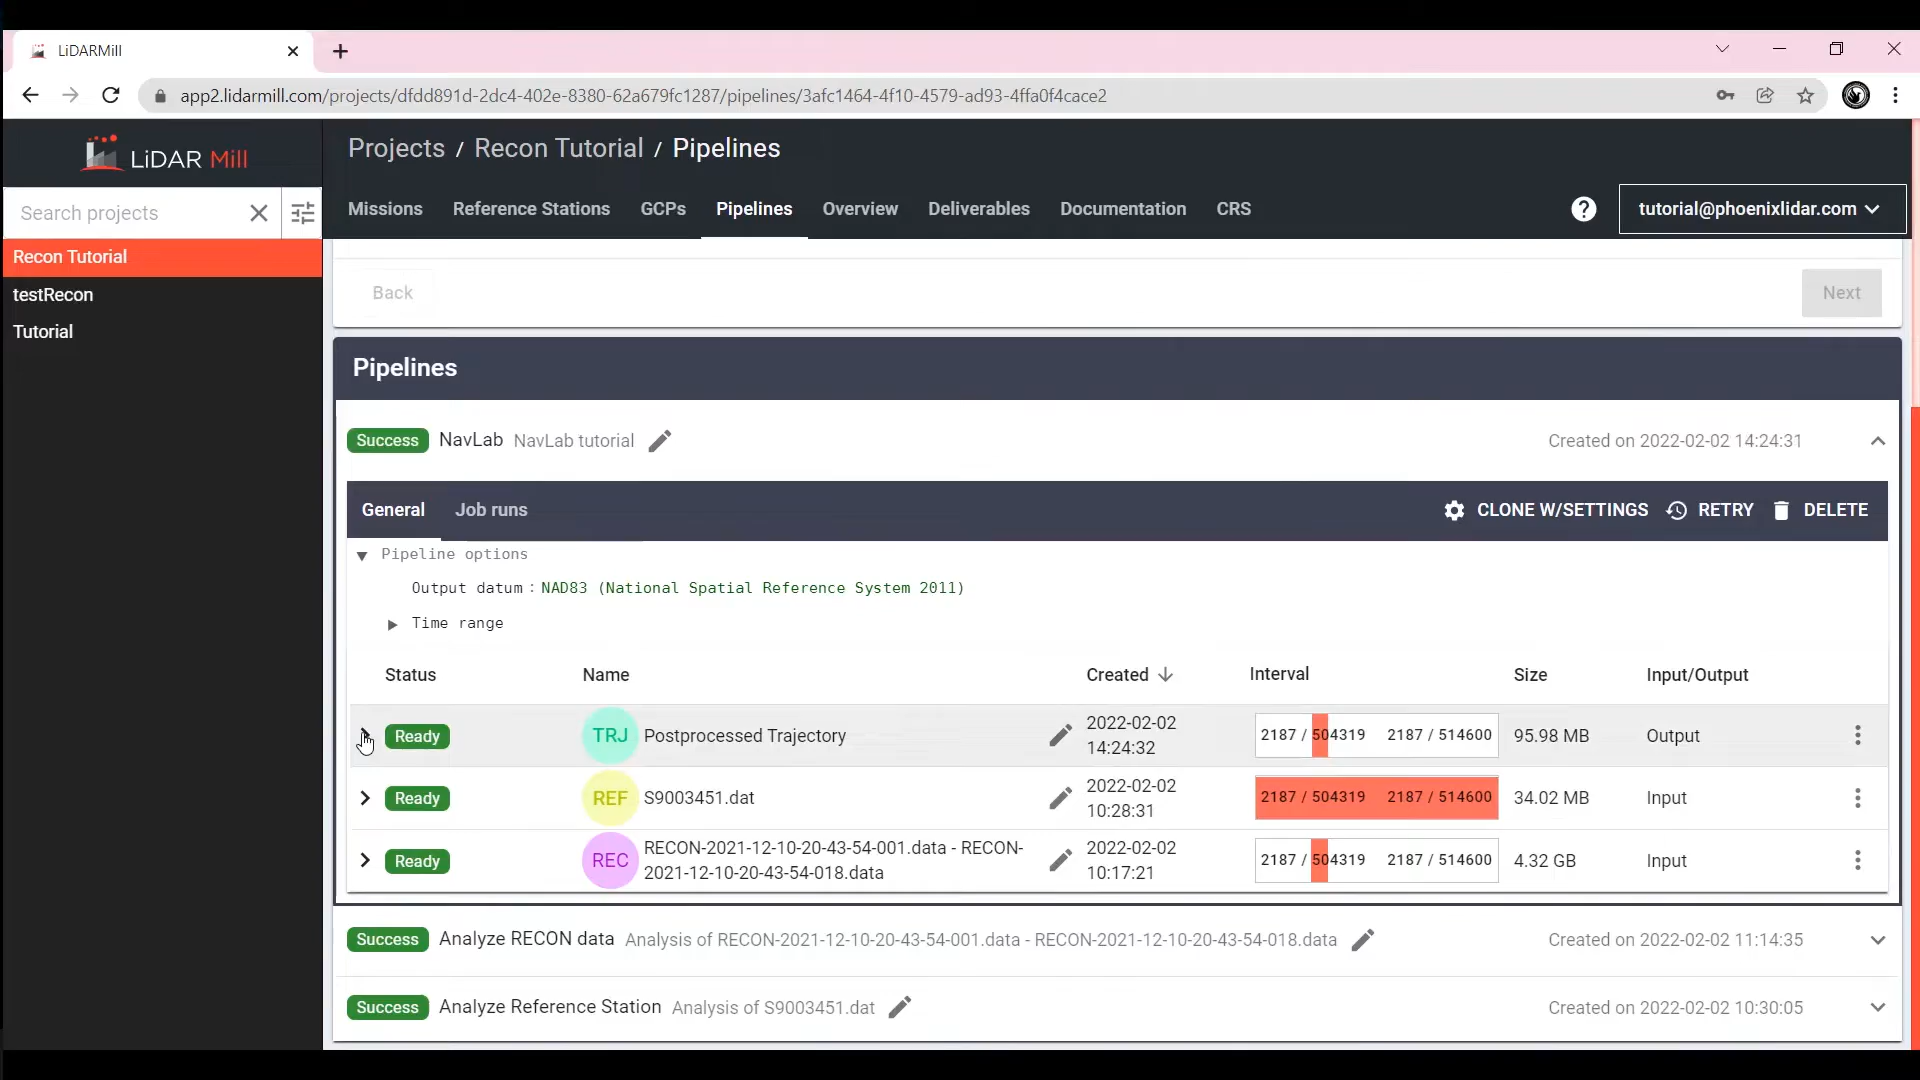 LiDARMill
app2.lidarmill.com/projects/dfdd891d-2dc4-402e-8380-62a679fc1287/pipelines/3afc1464-4f10-4579-ad93-4ffa0f4cace2
LiDAR Mill
Projects / Recon Tutorial / Pipelines
Search projects
Missions Reference Stations GCPs Pipelines Overview Deliverables Documentation CRS
? tutorial@phoenixlidar.com
Recon Tutorial
testRecon
Tutorial
Back Next
Pipelines
Success NavLab NavLab tutorial Created on 2022-02-02 14:24:31
General Job runs CLONE W/SETTINGS RETRY DELETE
Pipeline options
Output datum : NAD83 (National Spatial Reference System 2011)
Time range
Status Name Created Interval Size Input/Output
Ready TRJ Postprocessed Trajectory 2022-02-02 14:24:32 2187 / 504319 2187 / 514600 95.98 MB Output
Ready REF S9003451.dat 2022-02-02 10:28:31 2187 / 504319 2187 / 514600 34.02 MB Input
Ready REC RECON-2021-12-10-20-43-54-001.data - RECON-2021-12-10-20-43-54-018.data 2022-02-02 10:17:21 2187 / 504319 2187 / 514600 4.32 GB Input
Success Analyze RECON data Analysis of RECON-2021-12-10-20-43-54-001.data - RECON-2021-12-10-20-43-54-018.data Created on 2022-02-02 11:14:35
Success Analyze Reference Station Analysis of S9003451.dat Created on 2022-02-02 10:30:05